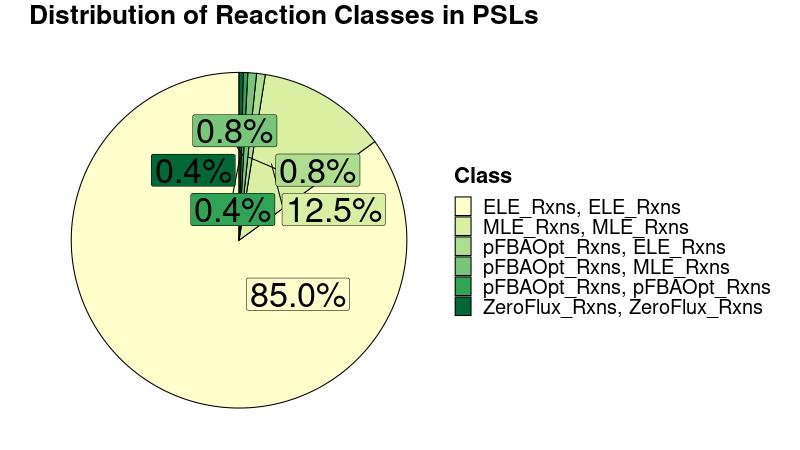 Distribution of Reaction Classes in PSLs
0.8%
0.4%
0.8%
0.4%
12.5%
85.0%
Class
ELE_Rxns, ELE_Rxns
MLE_Rxns, MLE_Rxns
pFBAOpt_Rxns, ELE_Rxns
pFBAOpt_Rxns, MLE_Rxns
pFBAOpt_Rxns, pFBAOpt_Rxns
ZeroFlux_Rxns, ZeroFlux_Rxns